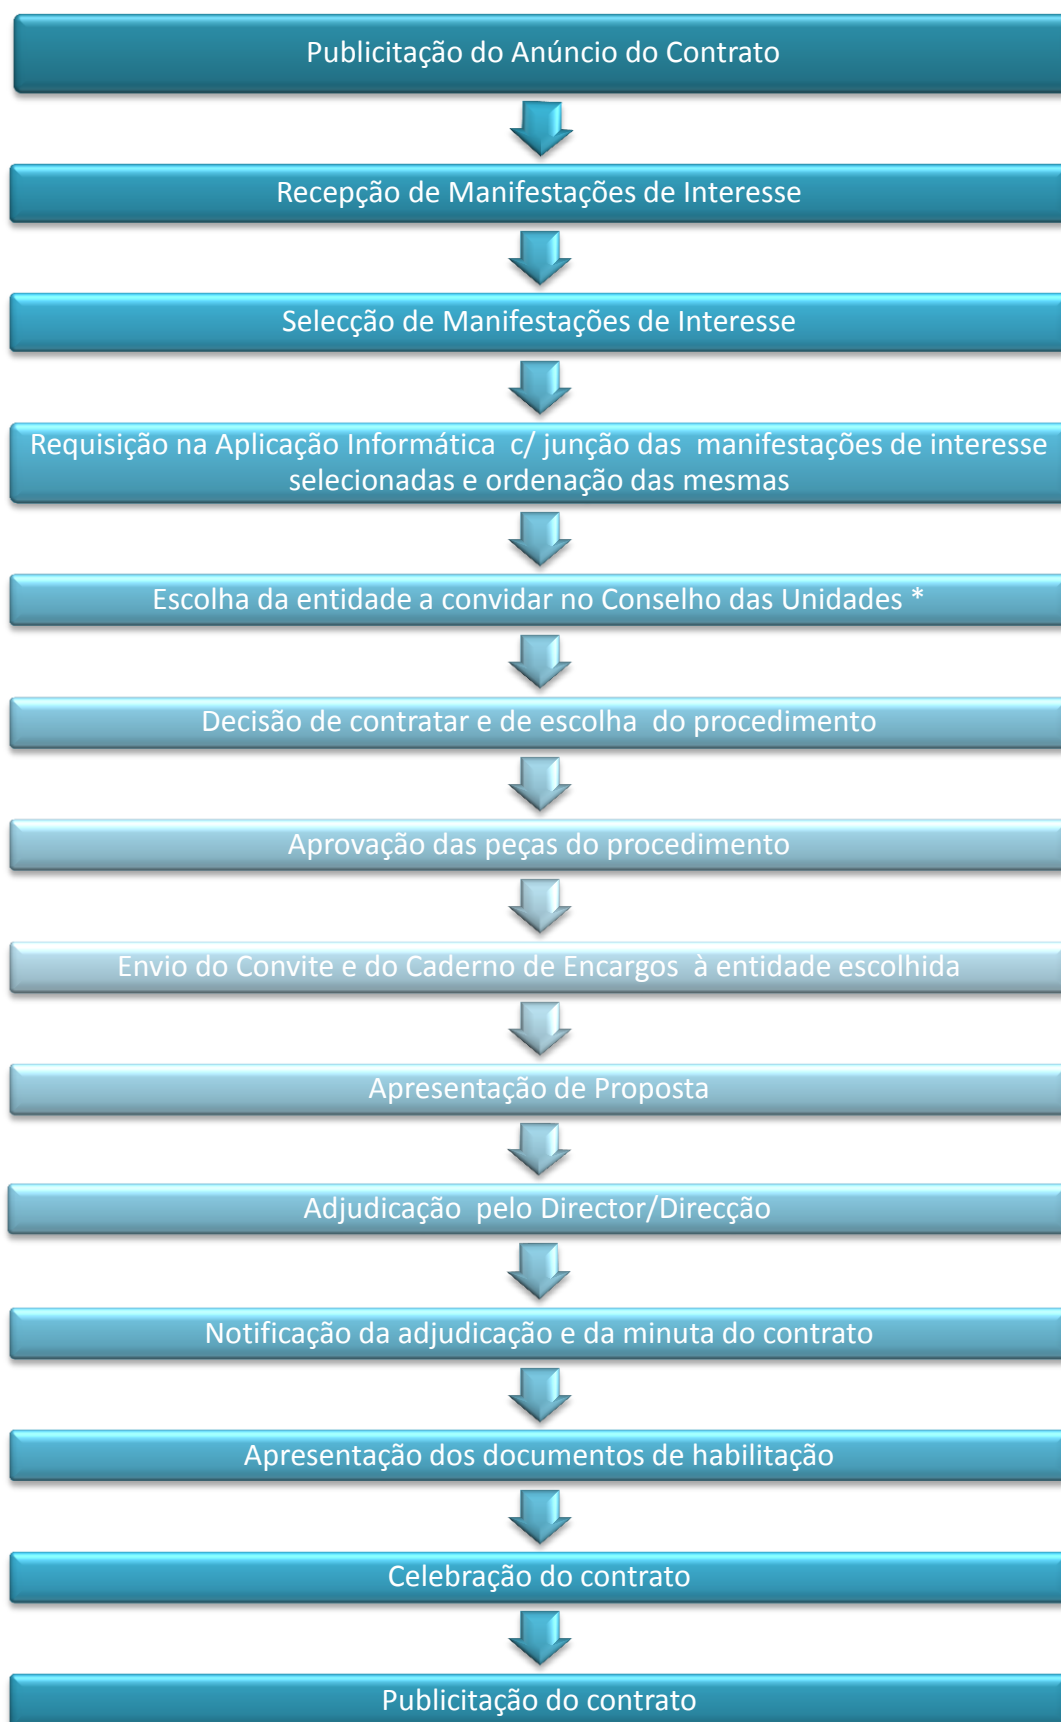 Publicitação do Anúncio do Contrato
Recepção de Manifestações de Interesse
Selecção de Manifestações de Interesse
Requisição na Aplicação Informática c/ junção das manifestações de interesse
selecionadas e ordenação das mesmas
Escolha da entidade a convidar no Conselho das Unidades *
Decisão de contratar e de escolha do procedimento
Aprovação das peças do procedimento
Envio do Convite e do Caderno de Encargos à entidade escolhida
Apresentação de Proposta
Adjudicação pelo Director/Direcção
Notificação da adjudicação e da minuta do contrato
Apresentação dos documentos de habilitação
Celebração do contrato
Publicitação do contrato